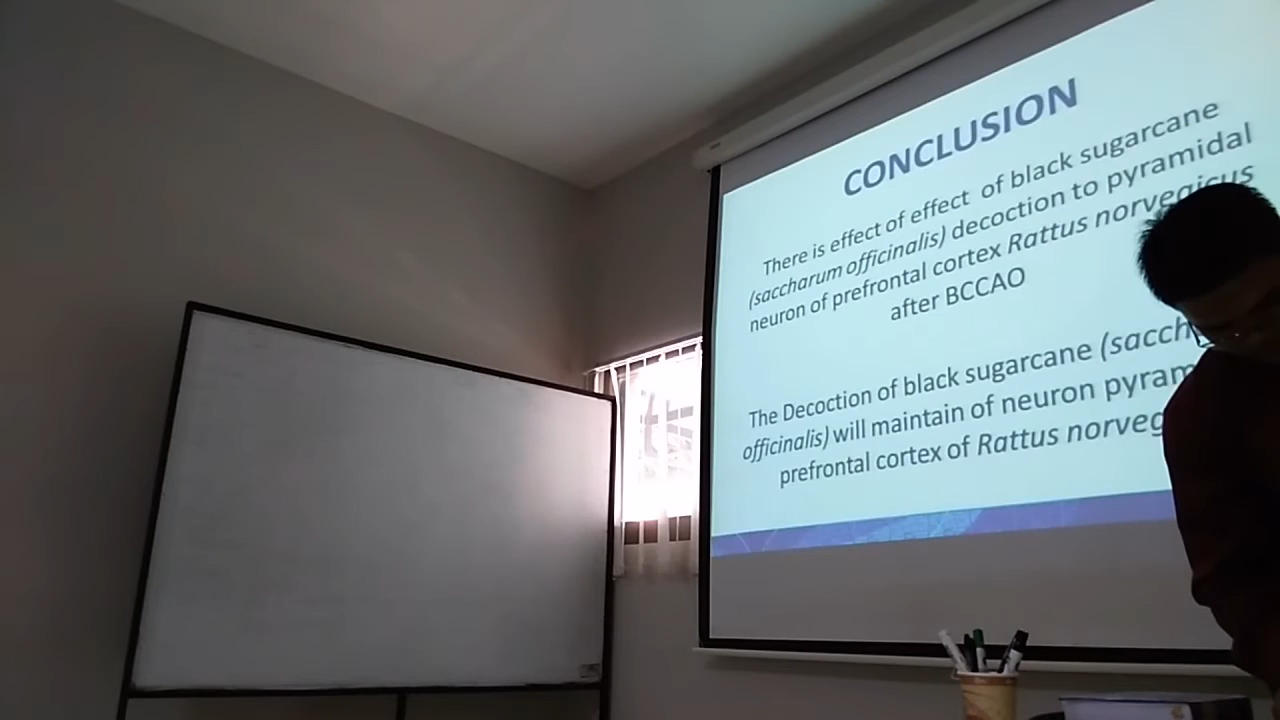 CONCLUSION
There is effect of effect of black sugarcane
(saccharum officinalis) decoction to pyramidal
neuron of prefrontal cortex Rattus norvegicus
after BCCAO
The Decoction of black sugarcane (sacch
officinalis) will maintain of neuron pyram
prefrontal cortex of Rattus norveg